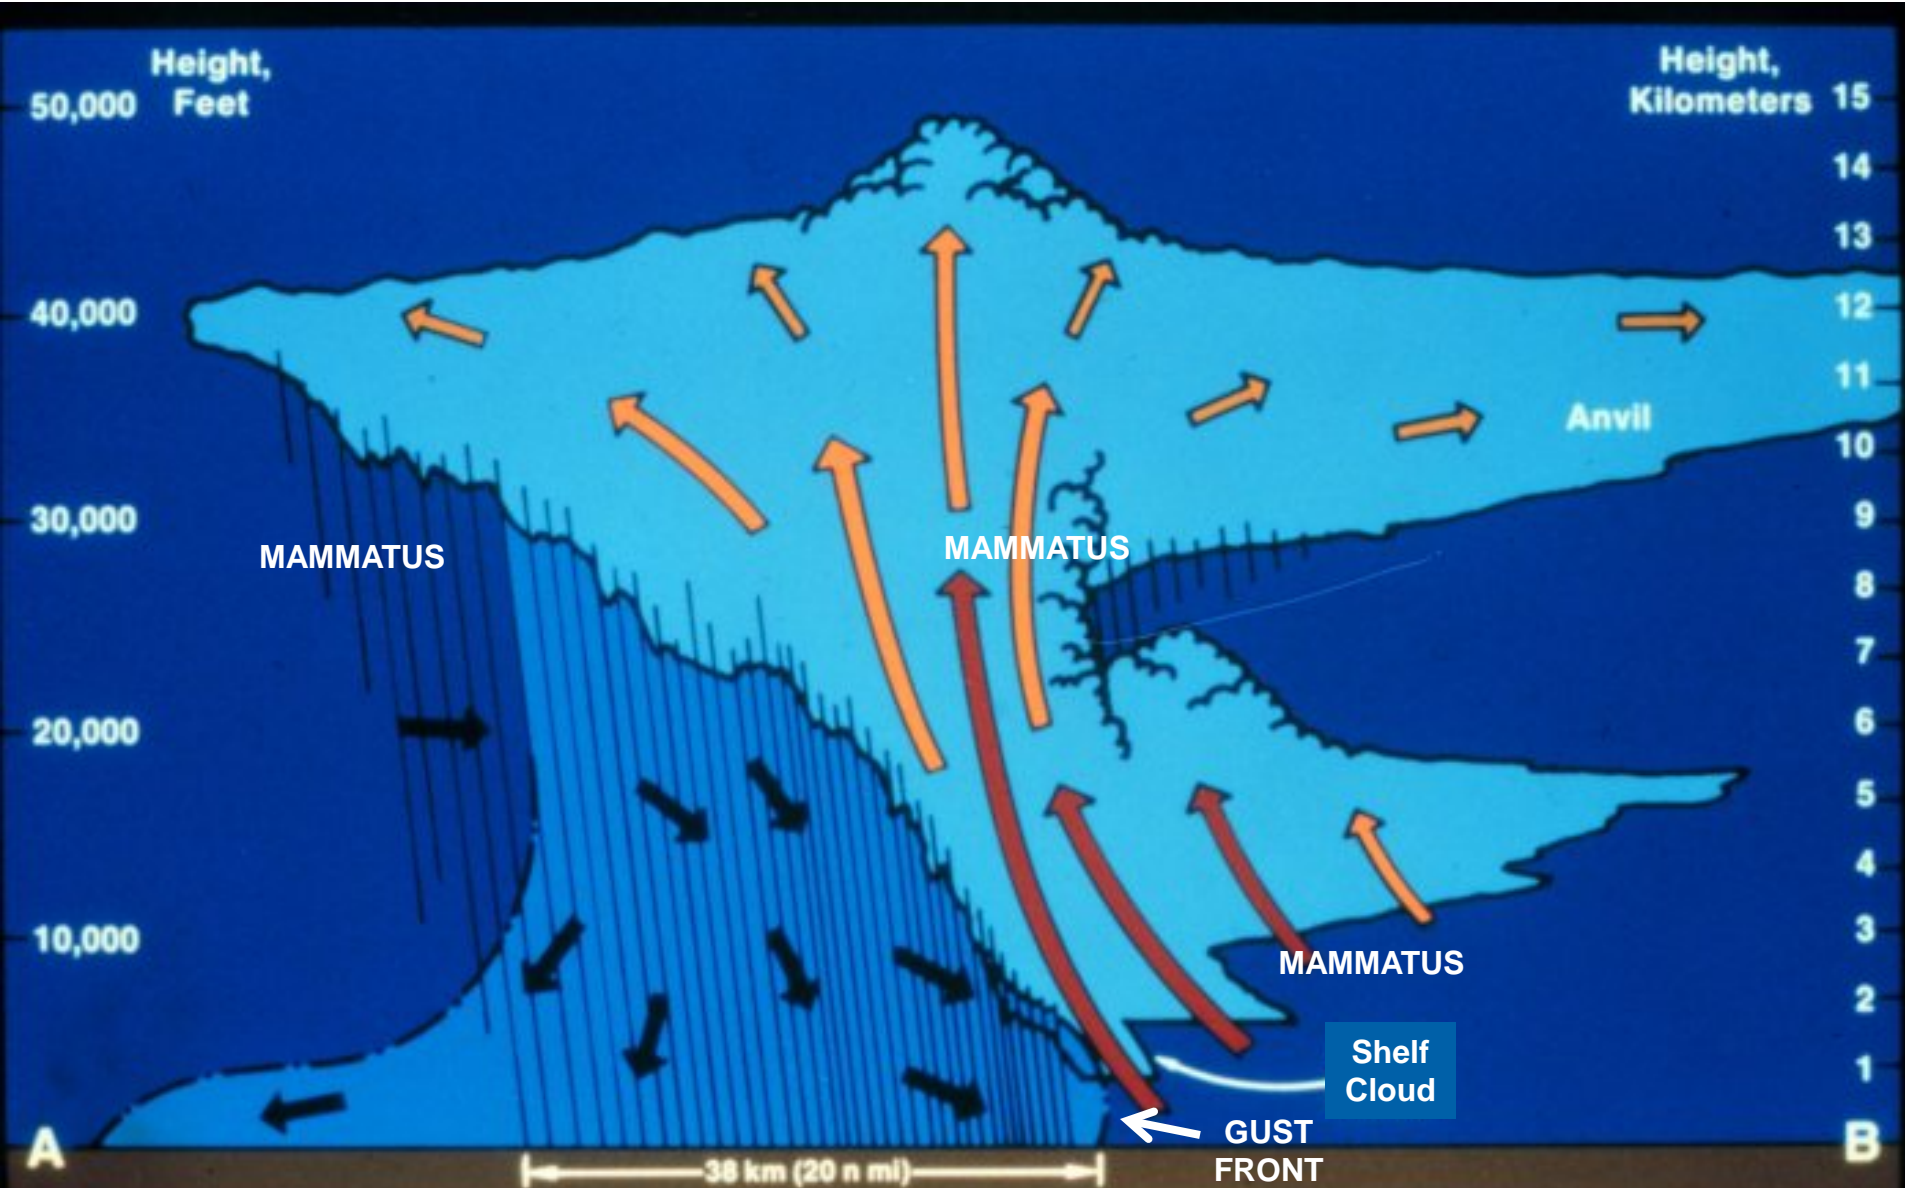 Height,
Feet
Height,
Kilometers
50,000
40,000
30,000
20,000
10,000
15
14
13
12
11
10
9
8
7
6
5
4
3
2
1
Anvil
MAMMATUS
MAMMATUS
MAMMATUS
Shelf
Cloud
GUST
FRONT
A
B
38 km (20 n mi)